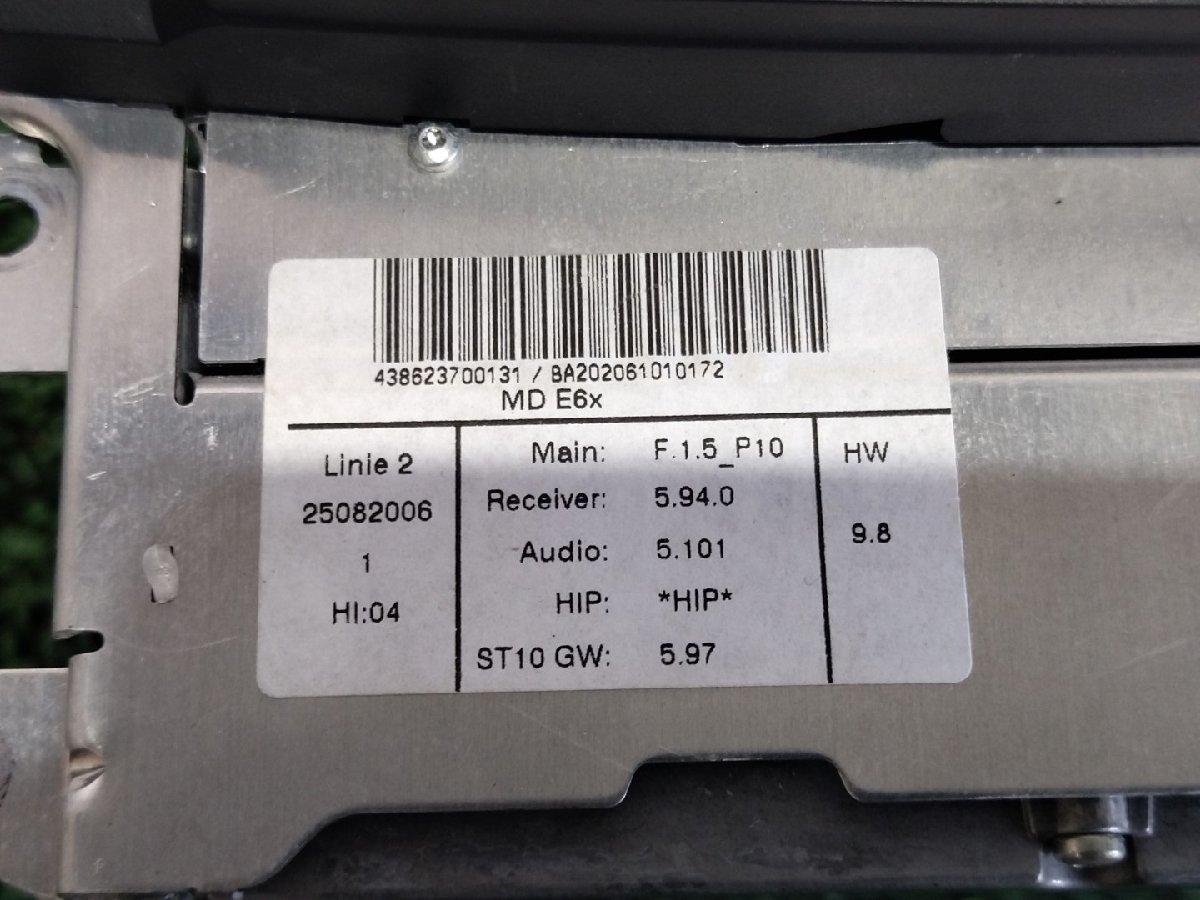 438623700131 / BA202061010172
MD E6x
Linie 2
25082006
1
HI:04
Main: F.1.5_P10
Receiver: 5.94.0
Audio: 5.101
HIP: *HIP*
ST10 GW: 5.97
HW
9.8